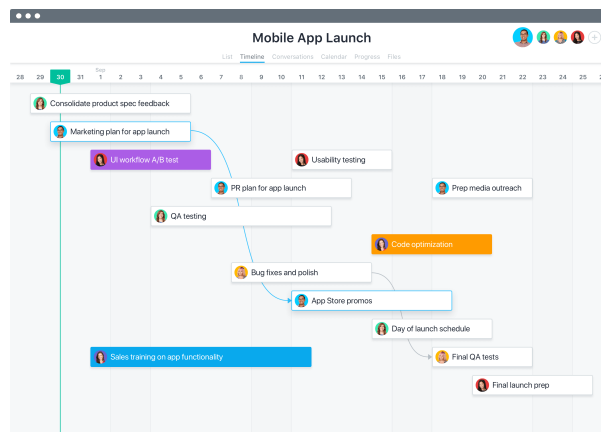 Mobile App Launch
List Timeline Conversations Calendar Progress Files
Sep
28 29 30 31 1 2 3 4 5 6 7 8 9 10 11 12 13 14 15 16 17 18 19 20 21 22 23 24 25
Consolidate product spec feedback
Marketing plan for app launch
UI workflow A/B test
Usability testing
PR plan for app launch
Prep media outreach
QA testing
Code optimization
Bug fixes and polish
App Store promos
Day of launch schedule
Sales training on app functionality
Final QA tests
Final launch prep